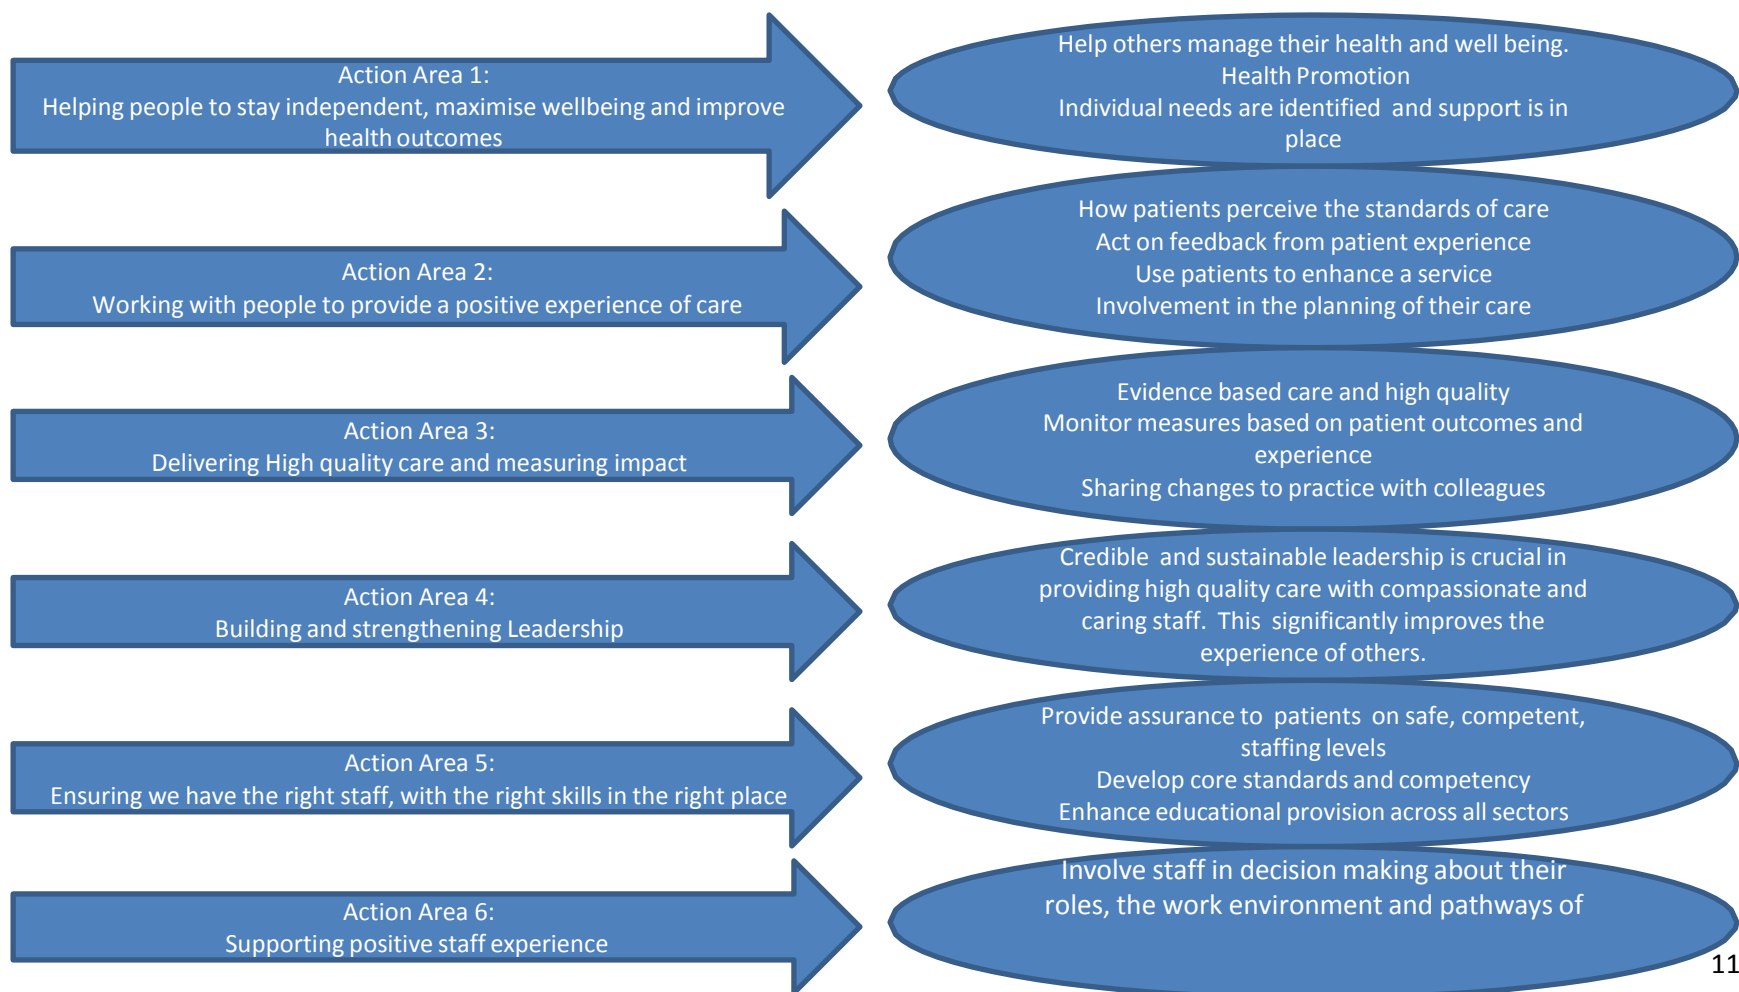 Action Area 1:
Helping people to stay independent, maximise wellbeing and improve
health outcomes
Help others manage their health and well being.
Health Promotion
Individual needs are identified and support is in
place
Action Area 2:
Working with people to provide a positive experience of care
How patients perceive the standards of care
Act on feedback from patient experience
Use patients to enhance a service
Involvement in the planning of their care
Action Area 3:
Delivering High quality care and measuring impact
Evidence based care and high quality
Monitor measures based on patient outcomes and
experience
Sharing changes to practice with colleagues
Action Area 4:
Building and strengthening Leadership
Credible and sustainable leadership is crucial in
providing high quality care with compassionate and
caring staff. This significantly improves the
experience of others.
Action Area 5:
Ensuring we have the right staff, with the right skills in the right place
Provide assurance to patients on safe, competent,
staffing levels
Develop core standards and competency
Enhance educational provision across all sectors
Action Area 6:
Supporting positive staff experience
Involve staff in decision making about their
roles, the work environment and pathways of
11